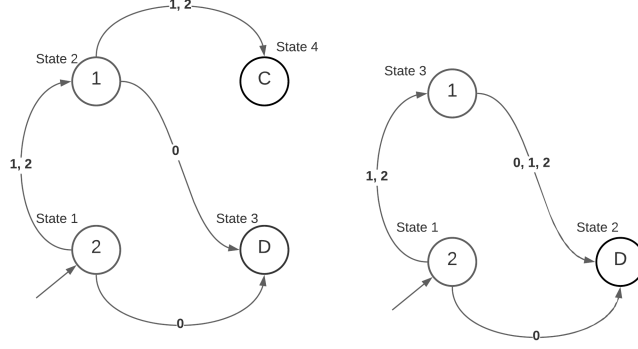 1, 2
State 2
1
C
State 4
0
1, 2
State 1
2
State 3
D
0
State 3
1
0, 1, 2
1, 2
State 1
2
State 2
D
0